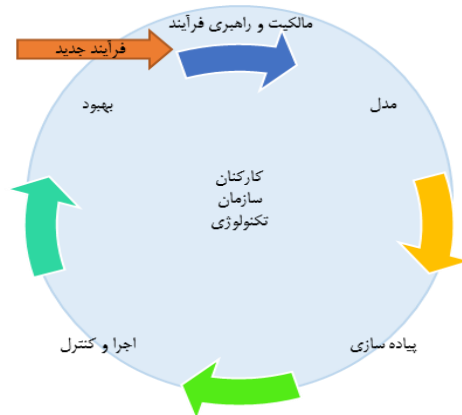 مالکیت و راهبری فرآیند
فرآیند جدید
بهبود
مدل
کارکنان
سازمان
تکنولوژی
اجرا و کنترل
پیاده سازی